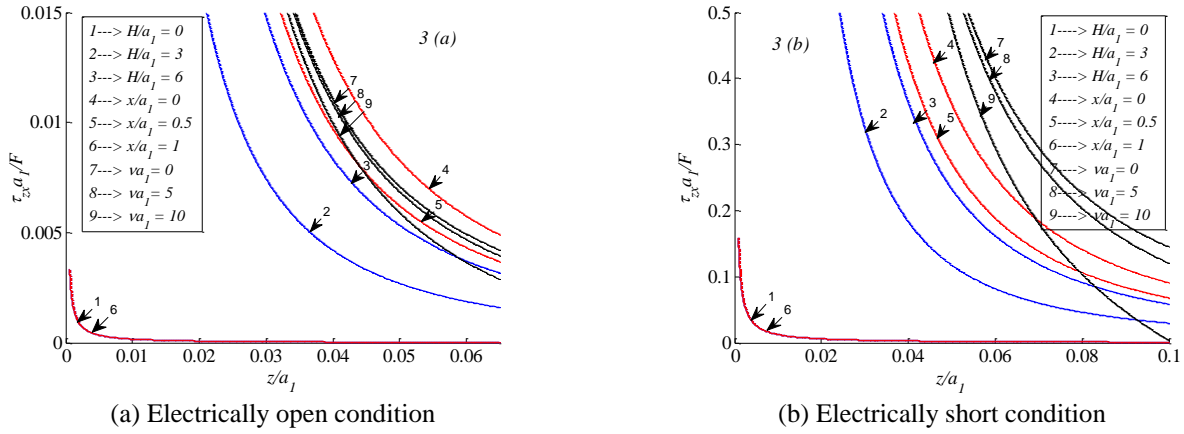 3 (a)
1---> H/a1 = 0
2---> H/a1 = 3
3---> H/a1 = 6
4---> x/a1 = 0
5---> x/a1 = 0.5
6---> x/a1 = 1
7---> va1 = 0
8---> va1 = 5
9---> va1 = 10
0.015
0.01
0.005
0
τzx a1/F
0 0.01 0.02 0.03 0.04 0.05 0.06
z/a1
1
6
2
3
5
4
7
8
9
(a) Electrically open condition
3 (b)
1----> H/a1 = 0
2----> H/a1 = 3
3----> H/a1 = 6
4----> x/a1 = 0
5----> x/a1 = 0.5
6----> x/a1 = 1
7----> va1 = 0
8----> va1 = 5
9----> va1 = 10
0.5
0.4
0.3
0.2
0.1
0
τzx a1/F
0 0.02 0.04 0.06 0.08 0.1
z/a1
1
6
2
3
5
4
9
7
8
(b) Electrically short condition